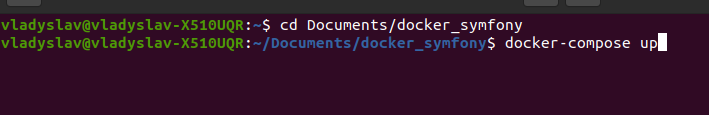 vladyslav@vladyslav-X510UQR:~$ cd Documents/docker_symfony
vladyslav@vladyslav-X510UQR:~/Documents/docker_symfony$ docker-compose up